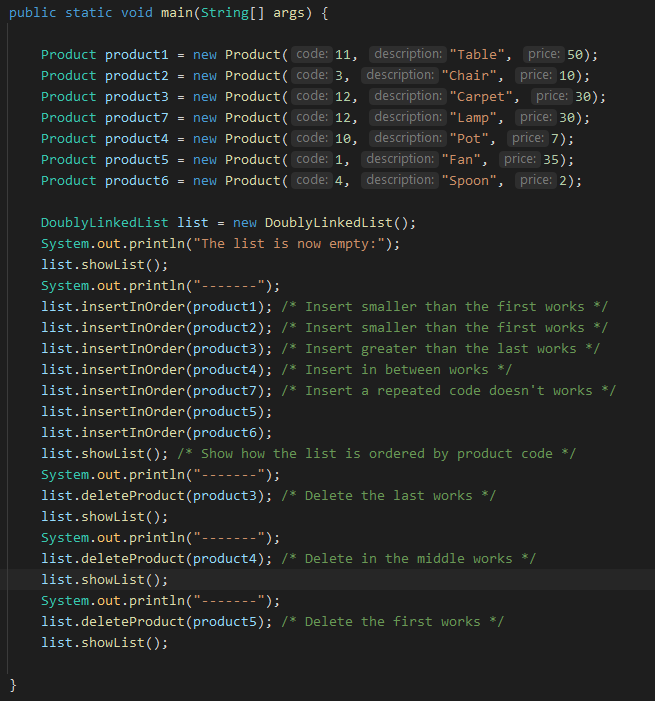 public static void main(String[] args) {
Product product1 = new Product( code: 11, description: "Table", price: 50);
Product product2 = new Product( code: 3, description: "Chair", price: 10);
Product product3 = new Product( code: 12, description: "Carpet", price: 30);
Product product7 = new Product( code: 12, description: "Lamp", price: 30);
Product product4 = new Product( code: 10, description: "Pot", price: 7);
Product product5 = new Product( code: 1, description: "Fan", price: 35);
Product product6 = new Product( code: 4, description: "Spoon", price: 2);
DoublyLinkedList list = new DoublyLinkedList();
System.out.println("The list is now empty:");
list.showList();
System.out.println("-------");
list.insertInOrder(product1); /* Insert smaller than the first works */
list.insertInOrder(product2); /* Insert smaller than the first works */
list.insertInOrder(product3); /* Insert greater than the last works */
list.insertInOrder(product4); /* Insert in between works */
list.insertInOrder(product7); /* Insert a repeated code doesn't works */
list.insertInOrder(product5);
list.insertInOrder(product6);
list.showList(); /* Show how the list is ordered by product code */
System.out.println("-------");
list.deleteProduct(product3); /* Delete the last works */
list.showList();
System.out.println("-------");
list.deleteProduct(product4); /* Delete in the middle works */
list.showList();
System.out.println("-------");
list.deleteProduct(product5); /* Delete the first works */
list.showList();
}